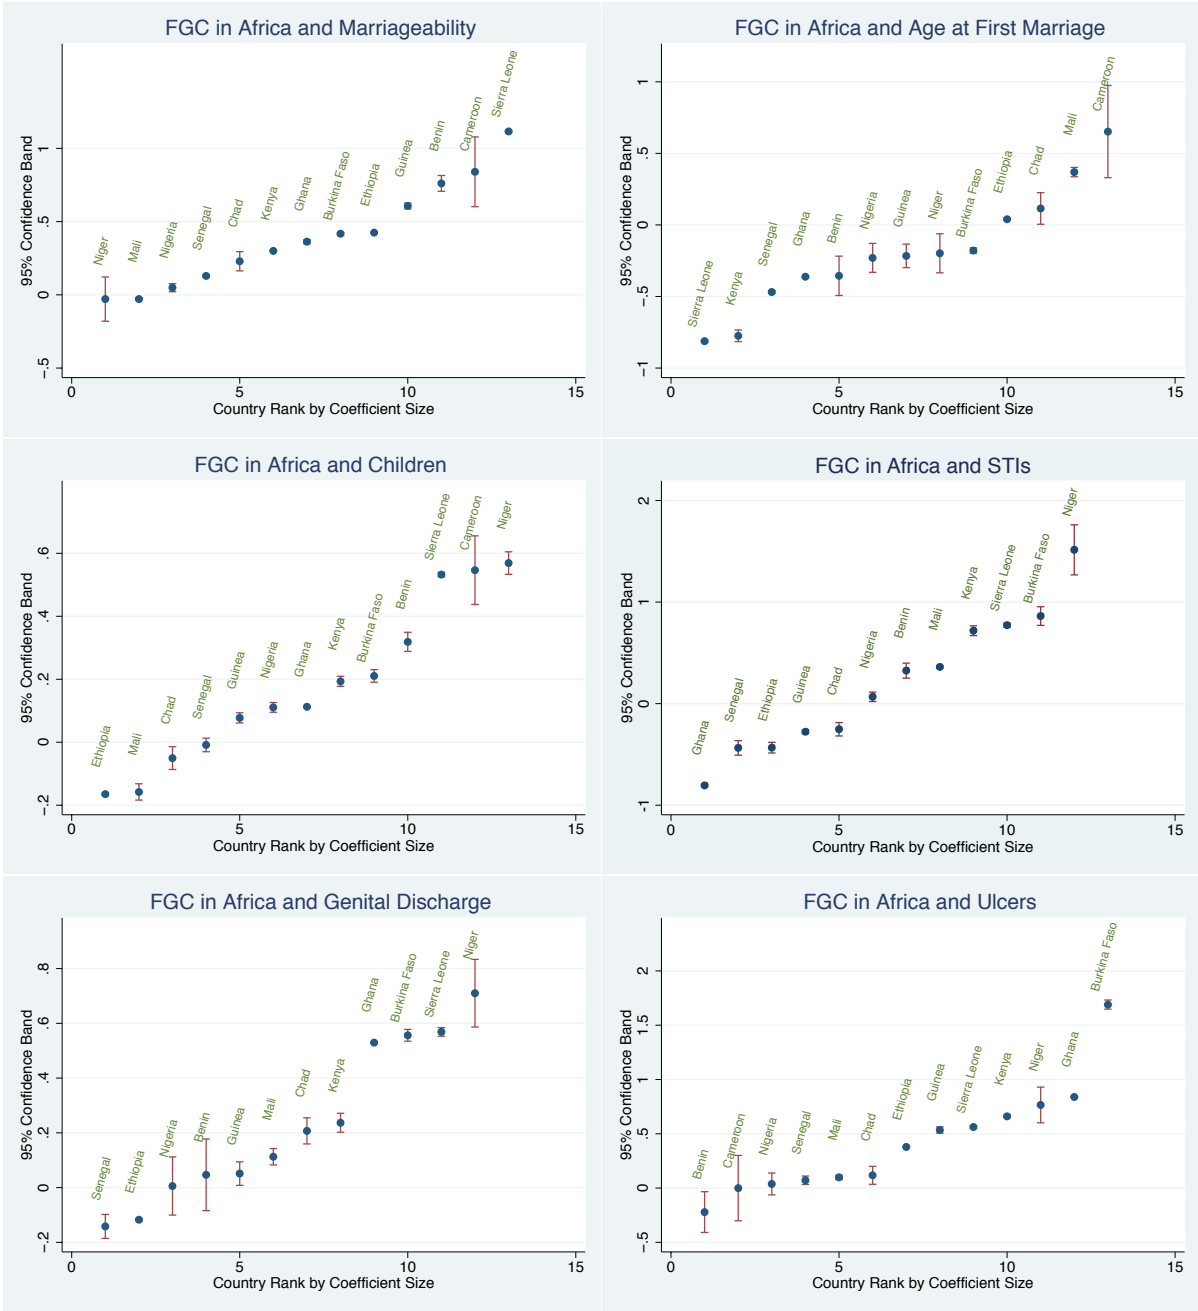 FGC in Africa and Marriageability
95% Confidence Band
1
.5
0
-.5
Niger
Mali
Nigeria
Senegal
Chad
Kenya
Ghana
Burkina Faso
Ethiopia
Guinea
Benin
Cameroon
Sierra Leone
0 5 10 15
Country Rank by Coefficient Size
FGC in Africa and Age at First Marriage
95% Confidence Band
1
.5
0
-.5
-1
Sierra Leone
Kenya
Senegal
Ghana
Benin
Nigeria
Guinea
Niger
Burkina Faso
Ethiopia
Chad
Mali
Cameroon
0 5 10 15
Country Rank by Coefficient Size
FGC in Africa and Children
95% Confidence Band
.6
.4
.2
0
-.2
Ethiopia
Mali
Chad
Senegal
Guinea
Nigeria
Ghana
Kenya
Burkina Faso
Benin
Sierra Leone
Cameroon
Niger
0 5 10 15
Country Rank by Coefficient Size
FGC in Africa and STIs
95% Confidence Band
2
1
0
-1
Ghana
Senegal
Ethiopia
Guinea
Chad
Nigeria
Benin
Mali
Kenya
Sierra Leone
Burkina Faso
Niger
0 5 10 15
Country Rank by Coefficient Size
FGC in Africa and Genital Discharge
95% Confidence Band
.8
.6
.4
.2
0
-.2
Senegal
Ethiopia
Nigeria
Benin
Guinea
Mali
Chad
Kenya
Ghana
Burkina Faso
Sierra Leone
Niger
0 5 10 15
Country Rank by Coefficient Size
FGC in Africa and Ulcers
95% Confidence Band
2
1.5
1
.5
0
-.5
Benin
Cameroon
Nigeria
Senegal
Mali
Chad
Ethiopia
Guinea
Sierra Leone
Kenya
Niger
Ghana
Burkina Faso
0 5 10 15
Country Rank by Coefficient Size